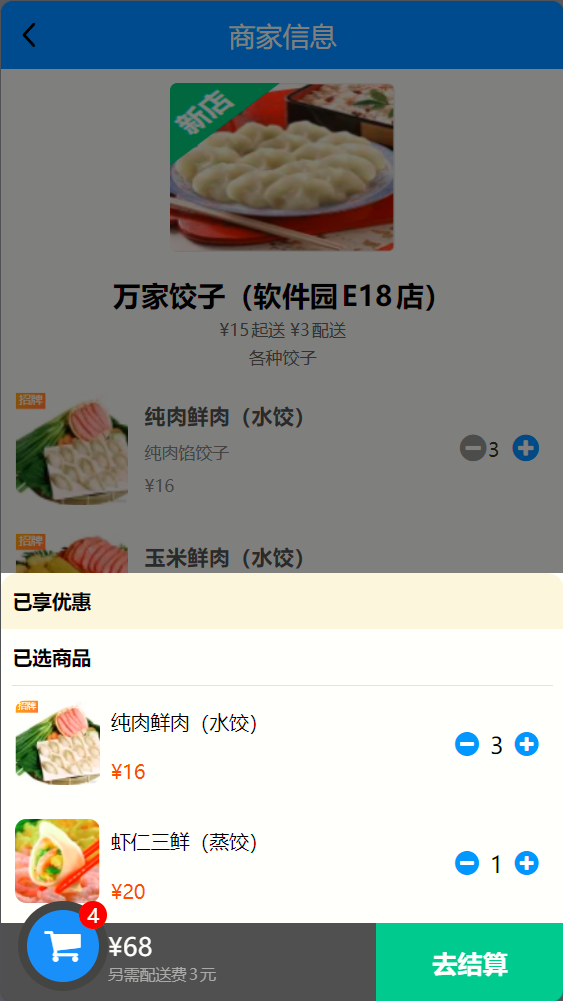 商家信息
新店
万家饺子（软件园E18店）
¥15起送 ¥3配送
各种饺子
招牌
纯肉鲜肉（水饺）
纯肉馅饺子
3
¥16
招牌
玉米鲜肉（水饺）
已享优惠
已选商品
招牌
纯肉鲜肉（水饺）
3
¥16
虾仁三鲜（蒸饺）
1
¥20
4
¥68
另需配送费3元
去结算